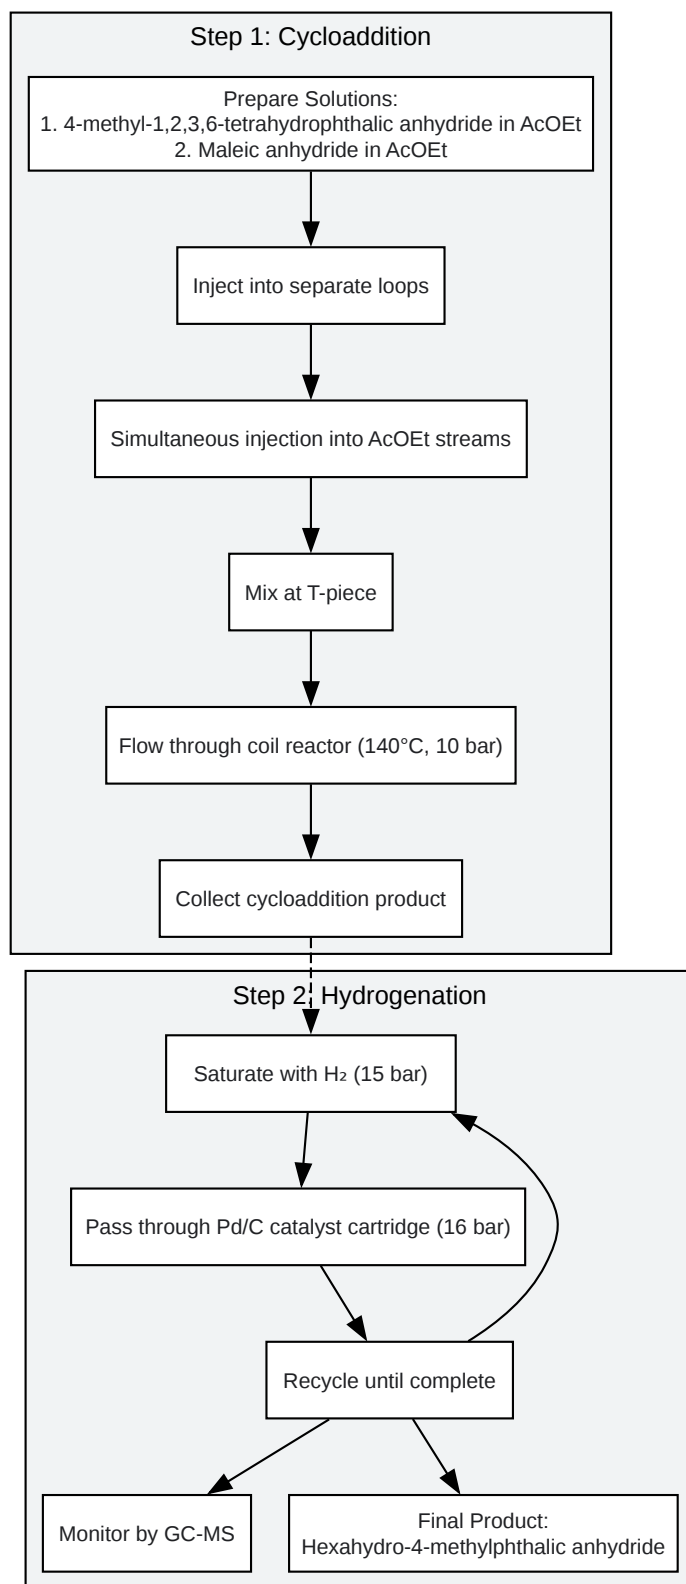 Step 1: Cycloaddition
Prepare Solutions:
1. 4-methyl-1,2,3,6-tetrahydrophthalic anhydride in AcOEt
2. Maleic anhydride in AcOEt
Inject into separate loops
Simultaneous injection into AcOEt streams
Mix at T-piece
Flow through coil reactor (140°C, 10 bar)
Collect cycloaddition product
Step 2: Hydrogenation
Saturate with H₂ (15 bar)
Pass through Pd/C catalyst cartridge (16 bar)
Recycle until complete
Monitor by GC-MS
Final Product:
Hexahydro-4-methylphthalic anhydride